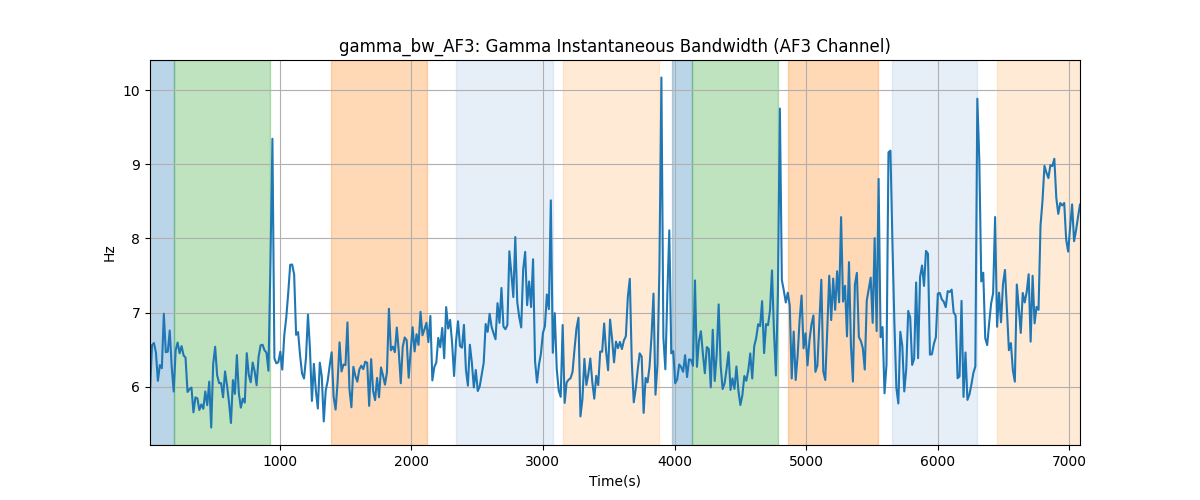 gamma_bw_AF3: Gamma Instantaneous Bandwidth (AF3 Channel)
10
9
8
7
6
Hz
1000 2000 3000 4000 5000 6000 7000
Time(s)